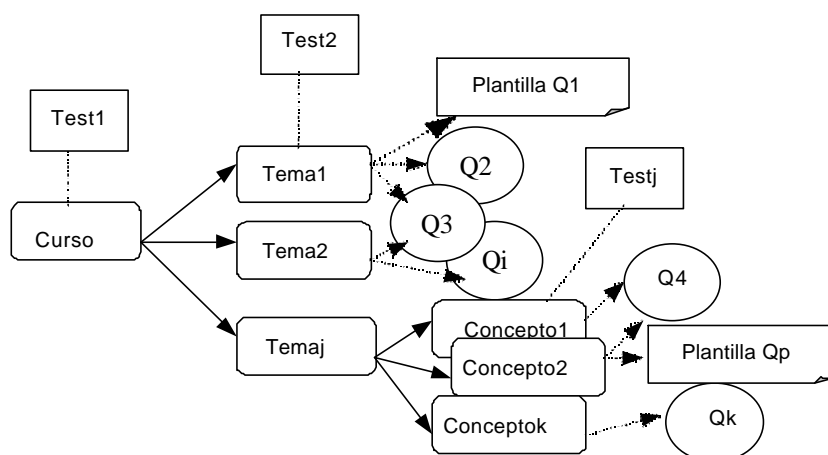 Test2
Plantilla Q1
Test1
Tema1
Q2
Testj
Q3
Curso
Tema2
Qi
Q4
Concepto1
Temaj
Concepto2
Plantilla Qp
Conceptok
Qk